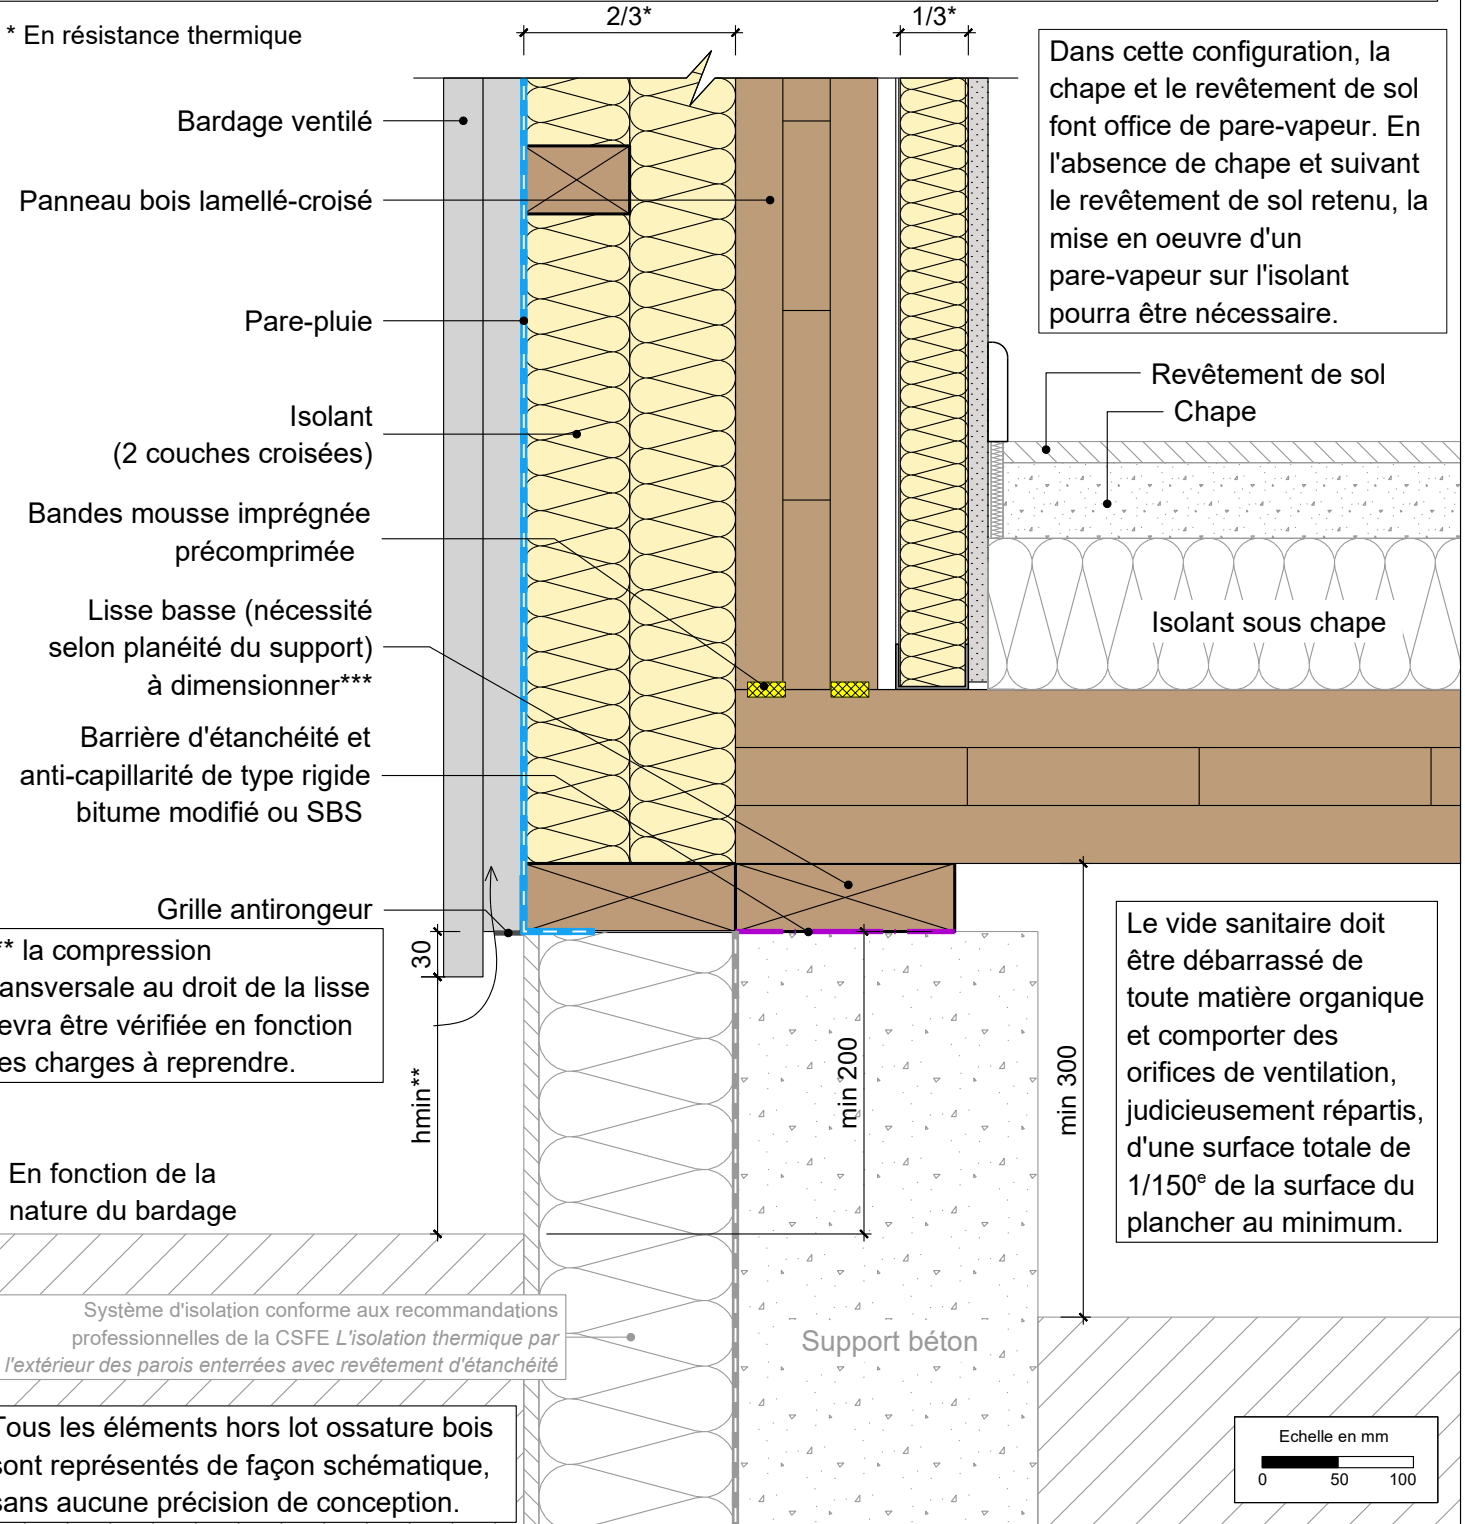 2/3*
1/3*
* En résistance thermique
Dans cette configuration, la
chape et le revêtement de sol
font office de pare-vapeur. En
l'absence de chape et suivant
le revêtement de sol retenu, la
mise en oeuvre d'un
pare-vapeur sur l'isolant
pourra être nécessaire.
Bardage ventilé
Panneau bois lamellé-croisé
Pare-pluie
Isolant
(2 couches croisées)
Bandes mousse imprégnée
précomprimée
Lisse basse (nécessité
selon planéité du support)
à dimensionner***
Barrière d'étanchéité et
anti-capillarité de type rigide
bitume modifié ou SBS
Grille antirongeur
Revêtement de sol
Chape
Isolant sous chape
** la compression
ansversale au droit de la lisse
evra être vérifiée en fonction
es charges à reprendre.
30
hmin**
min 200
min 300
Le vide sanitaire doit
être débarrassé de
toute matière organique
et comporter des
orifices de ventilation,
judicieusement répartis,
d'une surface totale de
1/150e de la surface du
plancher au minimum.
En fonction de la
nature du bardage
Système d'isolation conforme aux recommandations
professionnelles de la CSFE L'isolation thermique par
l'extérieur des parois enterrées avec revêtement d'étanchéité
Support béton
Tous les éléments hors lot ossature bois
sont représentés de façon schématique,
sans aucune précision de conception.
Echelle en mm
0 50 100